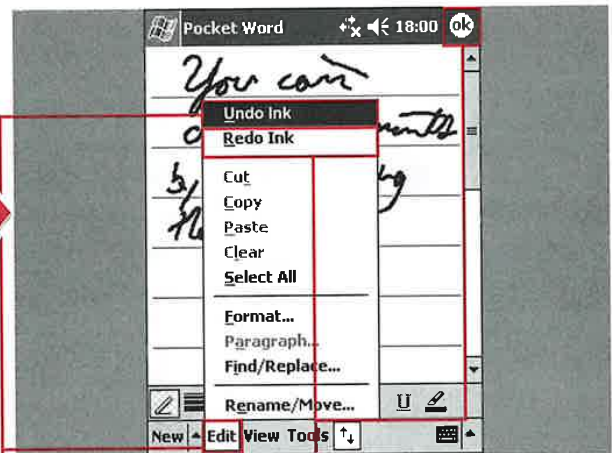 Pocket Word 18:00 ok
You can
Undo Ink
Redo Ink
Cut
Copy
Paste
Clear
Select All
Format...
Paragraph...
Find/Replace...
Rename/Move...
U
New Edit View Tools